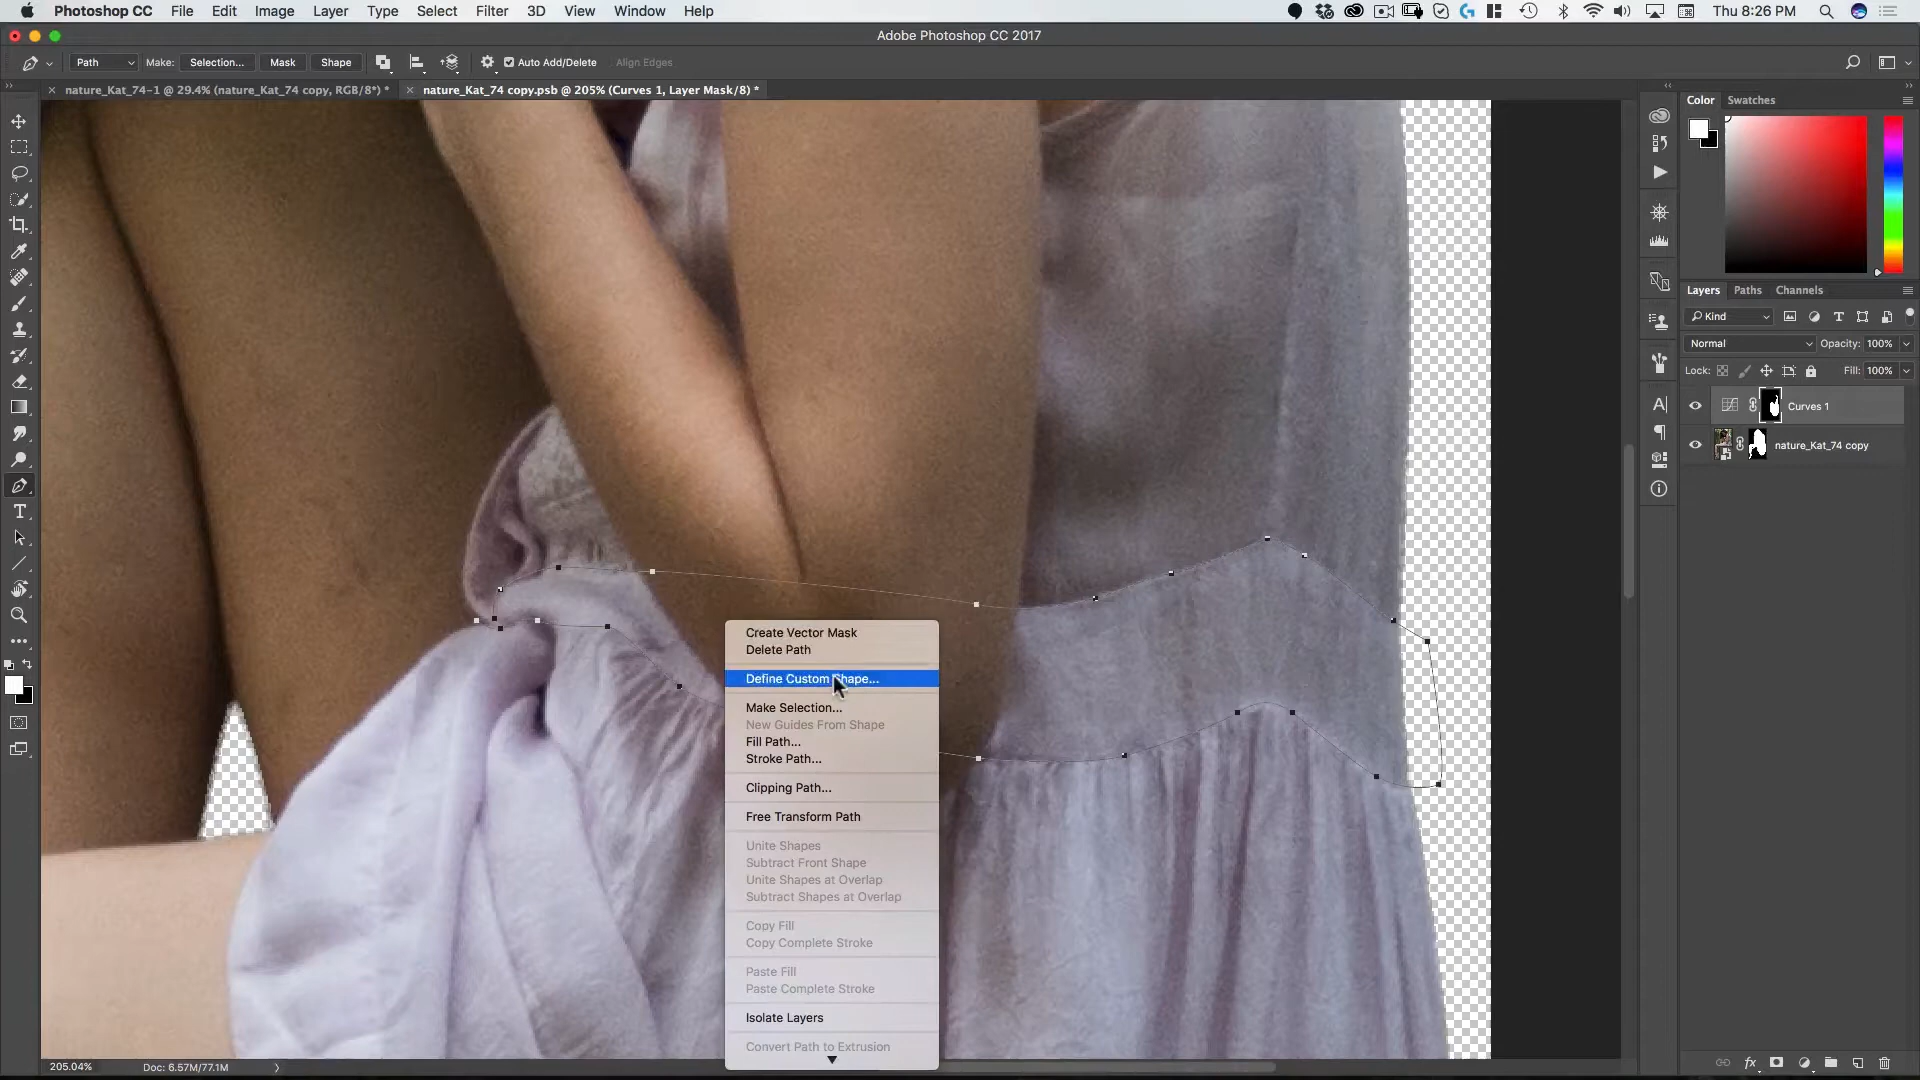 Photoshop CC File Edit Image Layer Type Select Filter 3D View Window Help Thu 8:26 PM
Adobe Photoshop CC 2017
Path Make: Selection... Mask Shape Auto Add/Delete Align Edges
nature_Kat_74-1 @ 29.4% (nature_Kat_74 copy, RGB/8*) * nature_Kat_74 copy.psb @ 205% (Curves 1, Layer Mask/8) *
Color Swatches
Layers Paths Channels
Kind
Normal Opacity: 100%
Lock: Fill: 100%
Curves 1
nature_Kat_74 copy
Create Vector Mask
Delete Path
Define Custom Shape...
Make Selection...
New Guides From Shape
Fill Path...
Stroke Path...
Clipping Path...
Free Transform Path
Unite Shapes
Subtract Front Shape
Unite Shapes at Overlap
Subtract Shapes at Overlap
Copy Fill
Copy Complete Stroke
Paste Fill
Paste Complete Stroke
Isolate Layers
Convert Path to Extrusion
205.04% Doc: 6.57M/77.1M